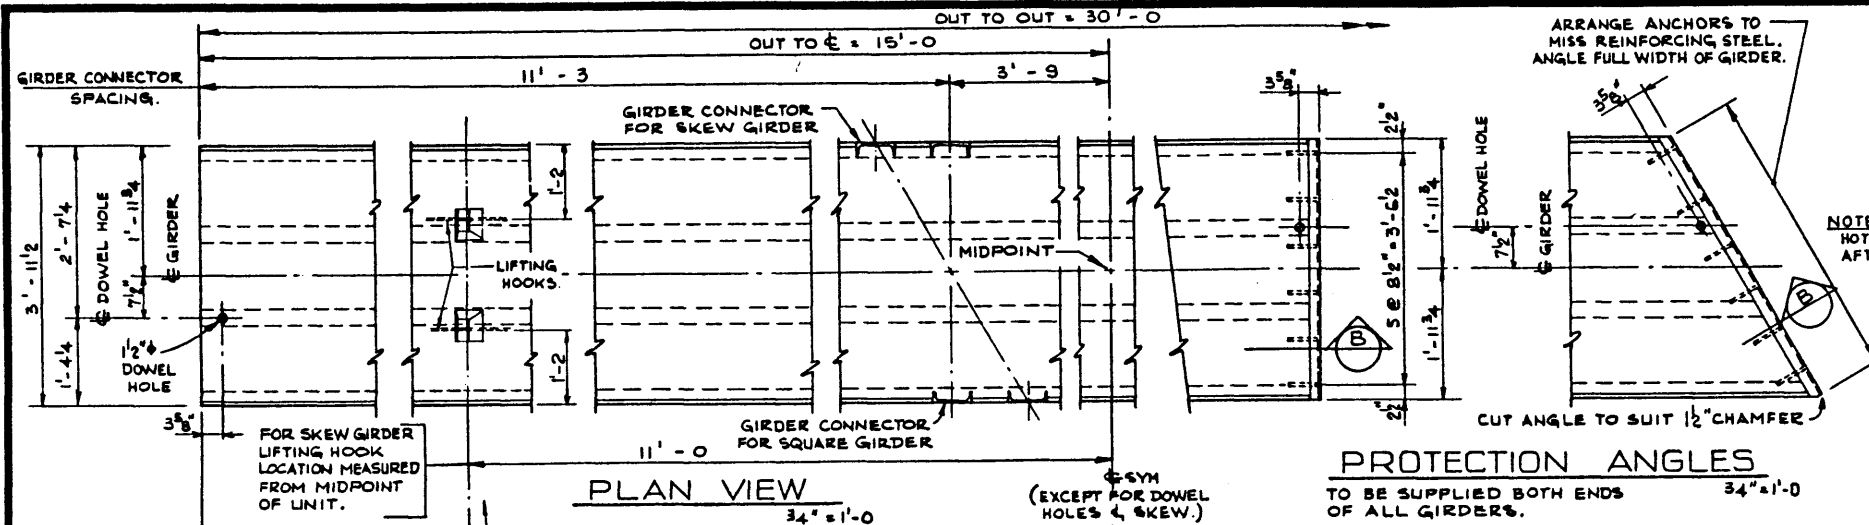 OUT TO OUT = 30'-0
OUT TO ℄ = 15'-0
11' - 3
3' - 9
GIRDER CONNECTOR
SPACING.
GIRDER CONNECTOR
FOR SKEW GIRDER
3⅝"
2½"
ARRANGE ANCHORS TO
MISS REINFORCING STEEL.
ANGLE FULL WIDTH OF GIRDER.
3⅝"
3'-11½
2'-7¼
1'-4¼
℄ DOWEL HOLE
1'-11¾
7½"
℄ GIRDER
1½"ϕ
DOWEL
HOLE
3⅝"
1'-2
LIFTING
HOOKS.
1'-2
MIDPOINT
5 @ 8½" = 3'-6½
1'-11¾
1'-11¾
2½"
B
℄ DOWEL HOLE
7½"
℄ GIRDER
NOTE
HOT
AFT
B
CUT ANGLE TO SUIT 1½" CHAMFER
GIRDER CONNECTOR
FOR SQUARE GIRDER
FOR SKEW GIRDER
LIFTING HOOK
LOCATION MEASURED
FROM MIDPOINT
OF UNIT.
11' - 0
PLAN VIEW
¾" = 1'-0
℄ SYM
(EXCEPT FOR DOWEL
HOLES & SKEW.)
PROTECTION ANGLES
TO BE SUPPLIED BOTH ENDS
OF ALL GIRDERS.
¾" = 1'-0